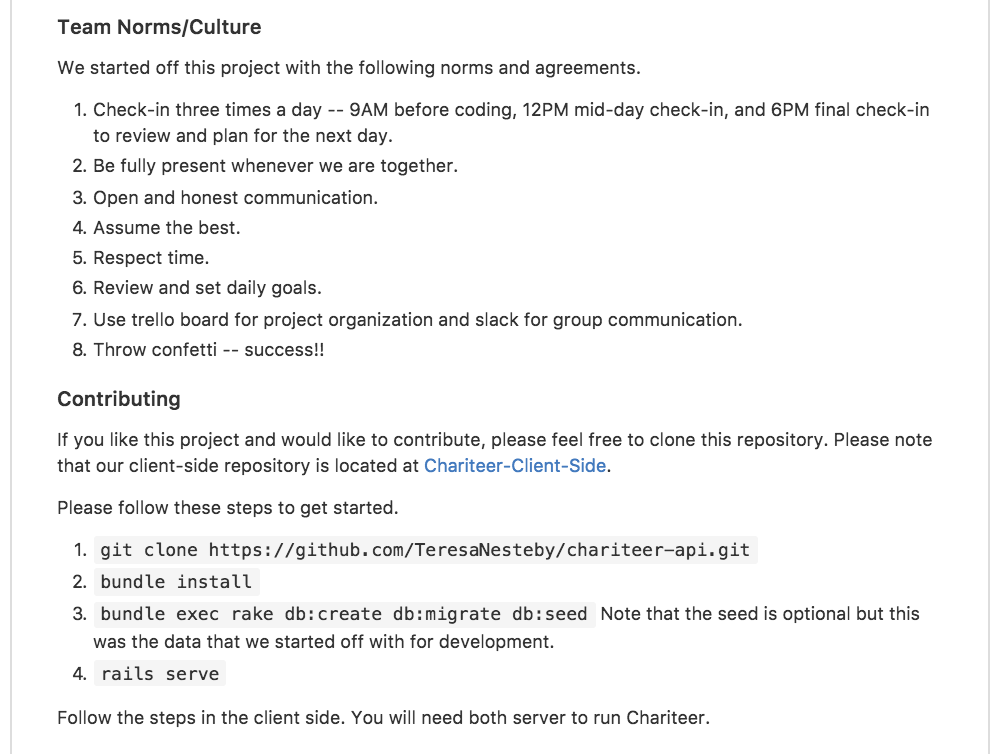 Team Norms/Culture
We started off this project with the following norms and agreements.
1. Check-in three times a day -- 9AM before coding, 12PM mid-day check-in, and 6PM final check-in
to review and plan for the next day.
2. Be fully present whenever we are together.
3. Open and honest communication.
4. Assume the best.
5. Respect time.
6. Review and set daily goals.
7. Use trello board for project organization and slack for group communication.
8. Throw confetti -- success!!
Contributing
If you like this project and would like to contribute, please feel free to clone this repository. Please note
that our client-side repository is located at Chariteer-Client-Side.
Please follow these steps to get started.
1. git clone https://github.com/TeresaNesteby/chariteer-api.git
2. bundle install
3. bundle exec rake db:create db:migrate db:seed Note that the seed is optional but this
was the data that we started off with for development.
4. rails serve
Follow the steps in the client side. You will need both server to run Chariteer.